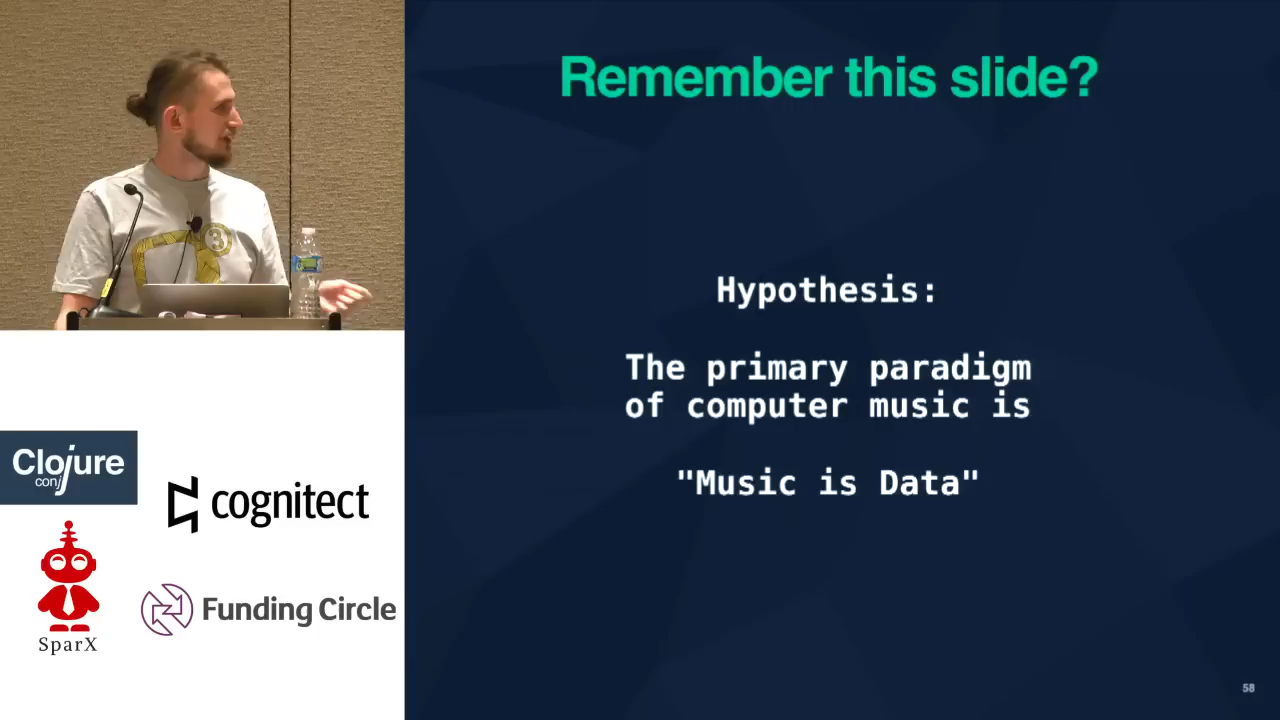 Remember this slide?
Hypothesis:
The primary paradigm
of computer music is
"Music is Data"
58
3
Clojure
conj
cognitect
SparX
Funding Circle